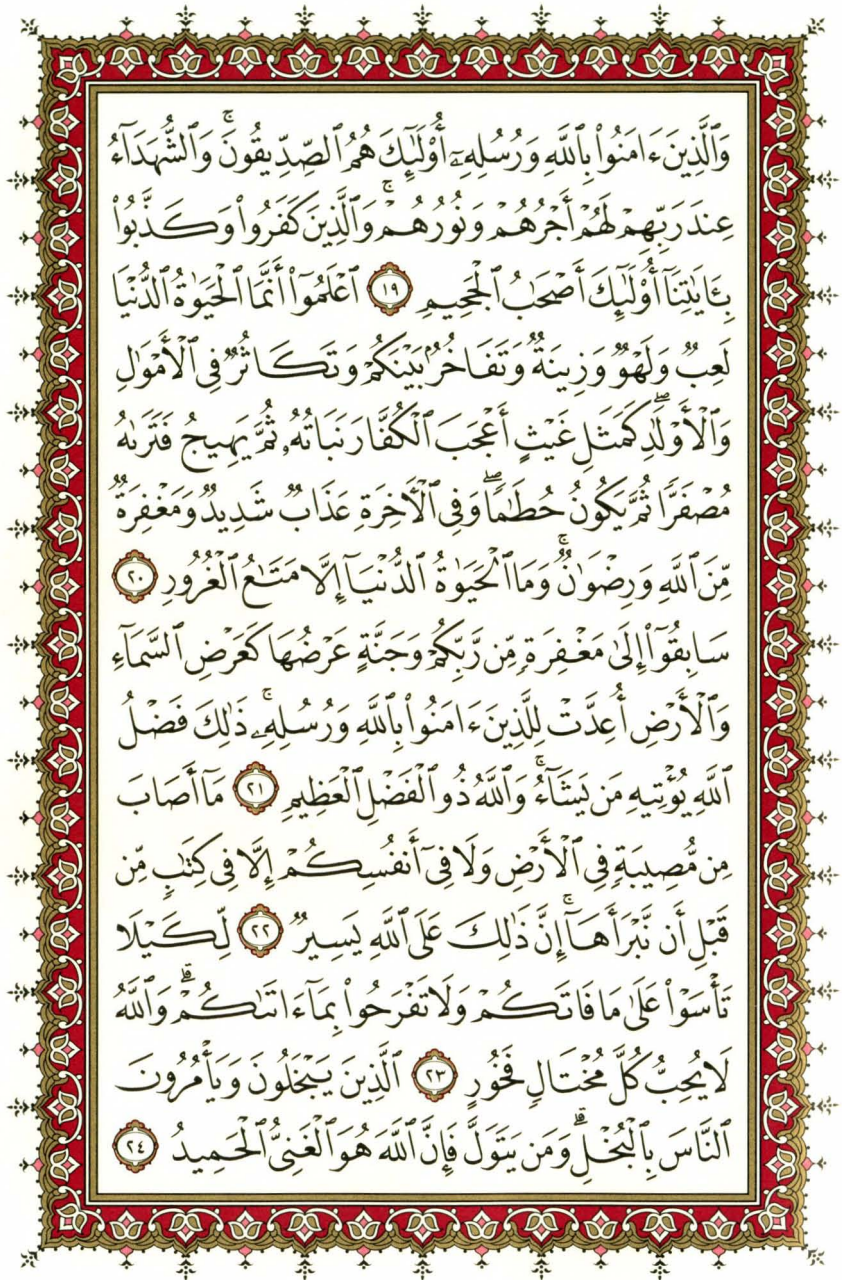 وَٱلَّذِينَ ءَامَنُوا۟ بِٱللَّهِ وَرُسُلِهِۦٓ أُو۟لَٰٓئِكَ هُمُ ٱلصِّدِّيقُونَ ۖ وَٱلشُّهَدَآءُ
عِندَ رَبِّهِمْ لَهُمْ أَجْرُهُمْ وَنُورُهُمْ ۖ وَٱلَّذِينَ كَفَرُوا۟ وَكَذَّبُوا۟
بِـَٔايَٰتِنَآ أُو۟لَٰٓئِكَ أَصْحَٰبُ ٱلْجَحِيمِ ١٩ ٱعْلَمُوٓا۟ أَنَّمَا ٱلْحَيَوٰةُ ٱلدُّنْيَا
لَعِبٌ وَلَهْوٌ وَزِينَةٌ وَتَفَاخُرٌۢ بَيْنَكُمْ وَتَكَاثُرٌ فِى ٱلْأَمْوَٰلِ
وَٱلْأَوْلَٰدِ ۖ كَمَثَلِ غَيْثٍ أَعْجَبَ ٱلْكُفَّارَ نَبَاتُهُۥ ثُمَّ يَهِيجُ فَتَرَىٰهُ
مُصْفَرًّا ثُمَّ يَكُونُ حُطَٰمًا ۖ وَفِى ٱلْـَٔاخِرَةِ عَذَابٌ شَدِيدٌ وَمَغْفِرَةٌ
مِّنَ ٱللَّهِ وَرِضْوَٰنٌ ۚ وَمَا ٱلْحَيَوٰةُ ٱلدُّنْيَآ إِلَّا مَتَٰعُ ٱلْغُرُورِ ٢٠
سَابِقُوٓا۟ إِلَىٰ مَغْفِرَةٍ مِّن رَّبِّكُمْ وَجَنَّةٍ عَرْضُهَا كَعَرْضِ ٱلسَّمَآءِ
وَٱلْأَرْضِ أُعِدَّتْ لِلَّذِينَ ءَامَنُوا۟ بِٱللَّهِ وَرُسُلِهِۦ ۚ ذَٰلِكَ فَضْلُ
ٱللَّهِ يُؤْتِيهِ مَن يَشَآءُ ۚ وَٱللَّهُ ذُو ٱلْفَضْلِ ٱلْعَظِيمِ ٢١ مَآ أَصَابَ
مِن مُّصِيبَةٍ فِى ٱلْأَرْضِ وَلَا فِىٓ أَنفُسِكُمْ إِلَّا فِى كِتَٰبٍ مِّن
قَبْلِ أَن نَّبْرَأَهَآ ۚ إِنَّ ذَٰلِكَ عَلَى ٱللَّهِ يَسِيرٌ ٢٢ لِّكَيْلَا
تَأْسَوْا۟ عَلَىٰ مَا فَاتَكُمْ وَلَا تَفْرَحُوا۟ بِمَآ ءَاتَىٰكُمْ ۗ وَٱللَّهُ
لَا يُحِبُّ كُلَّ مُخْتَالٍ فَخُورٍ ٢٣ ٱلَّذِينَ يَبْخَلُونَ وَيَأْمُرُونَ
ٱلنَّاسَ بِٱلْبُخْلِ ۗ وَمَن يَتَوَلَّ فَإِنَّ ٱللَّهَ هُوَ ٱلْغَنِىُّ ٱلْحَمِيدُ ٢٤